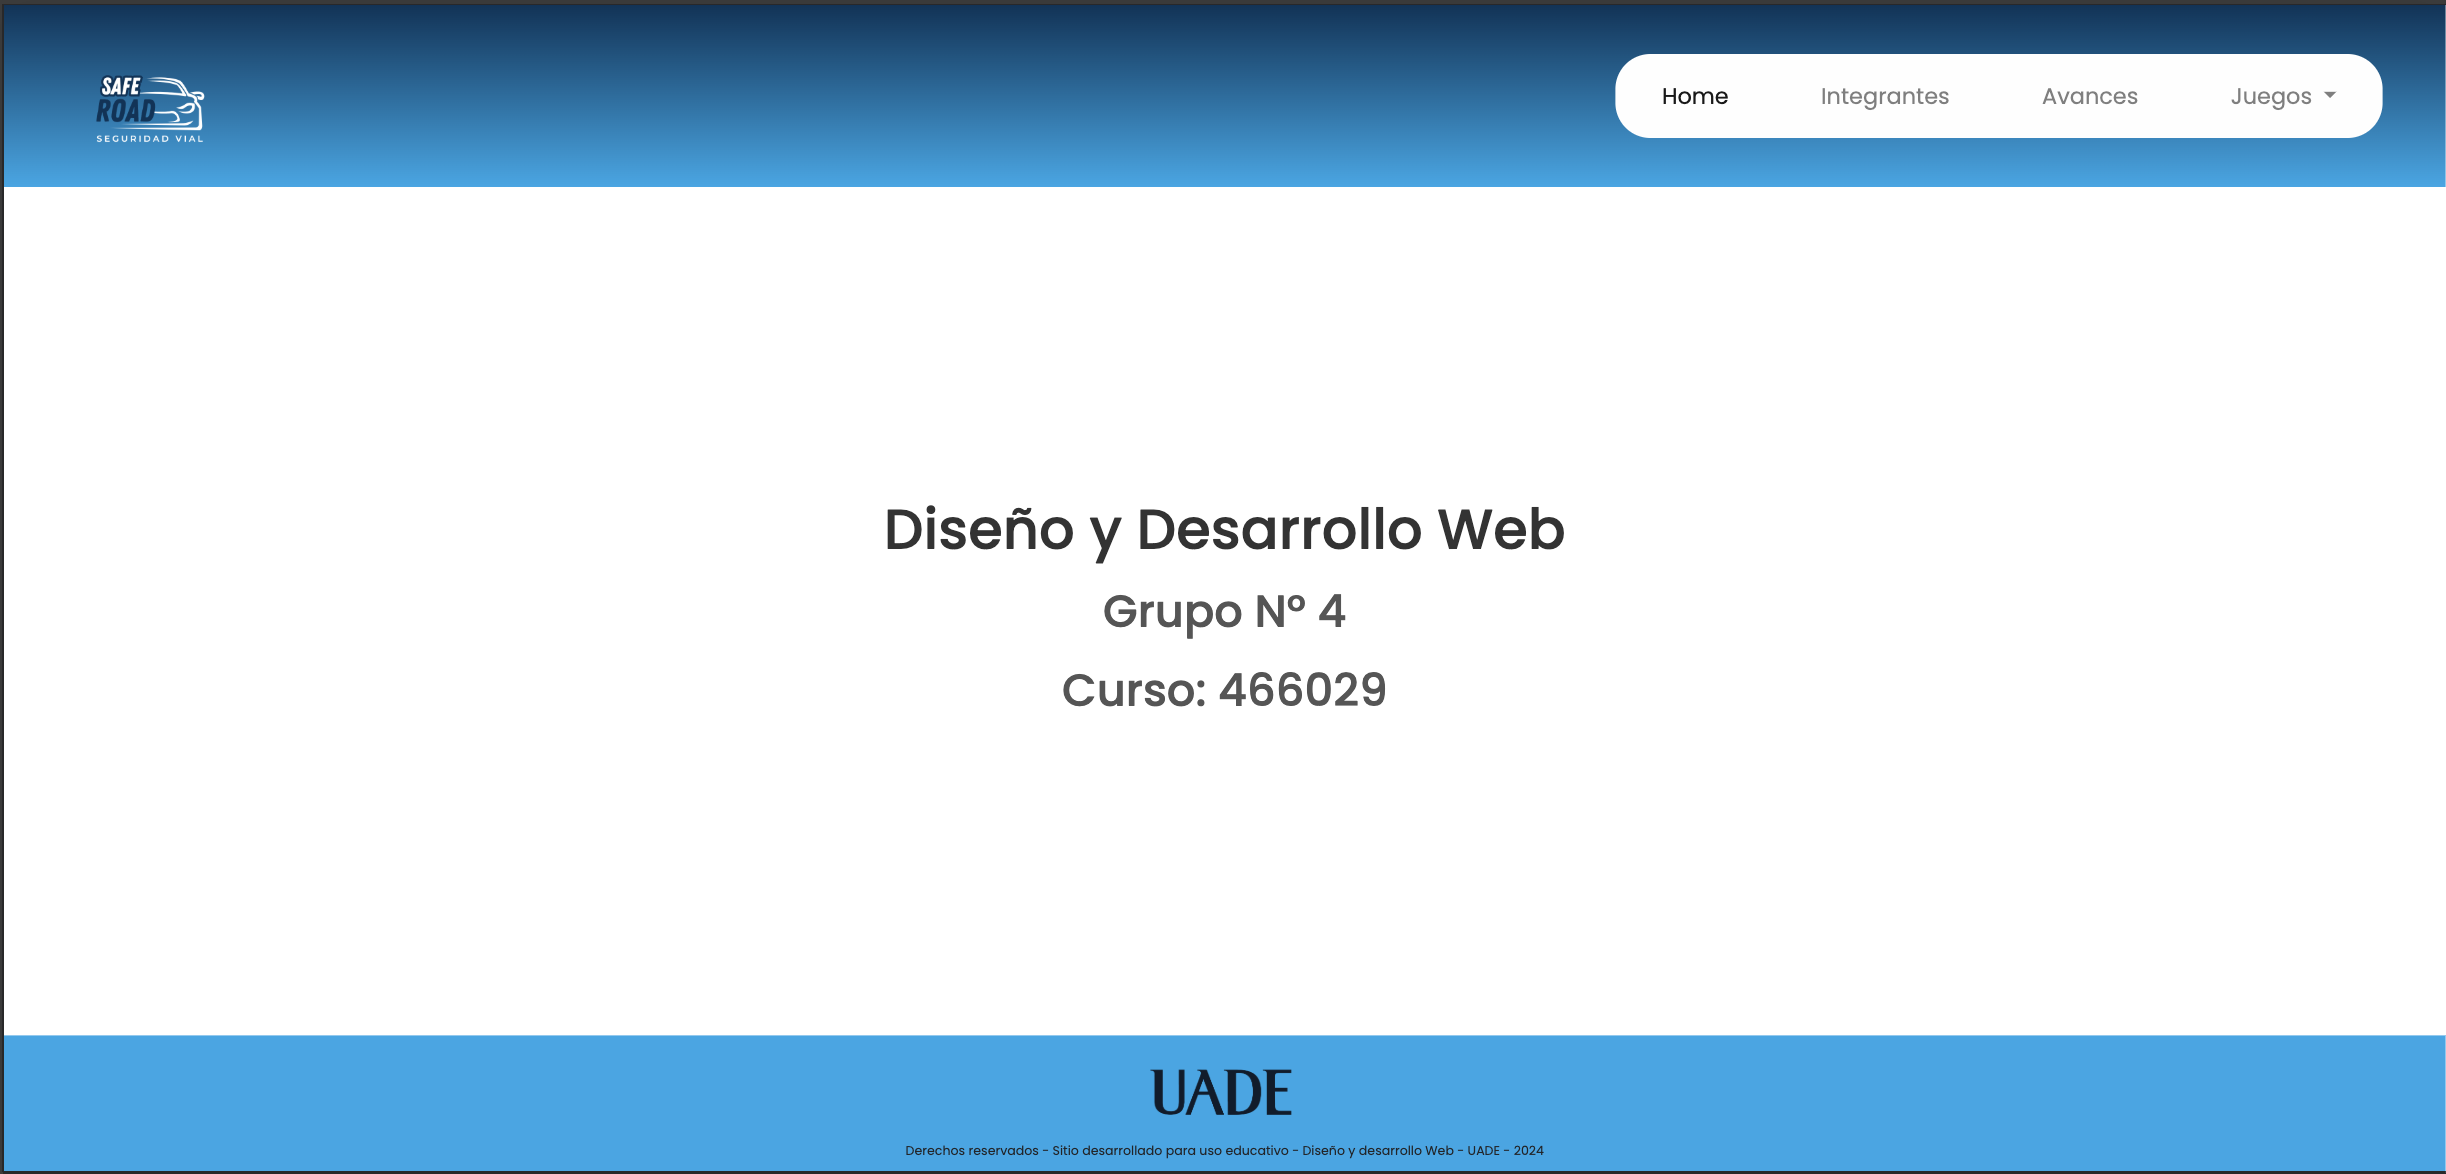 SAFE
ROAD
SEGURIDAD VIAL
Home Integrantes Avances Juegos
Diseño y Desarrollo Web
Grupo Nº 4
Curso: 466029
UADE
Derechos reservados - Sitio desarrollado para uso educativo - Diseño y desarrollo Web - UADE - 2024